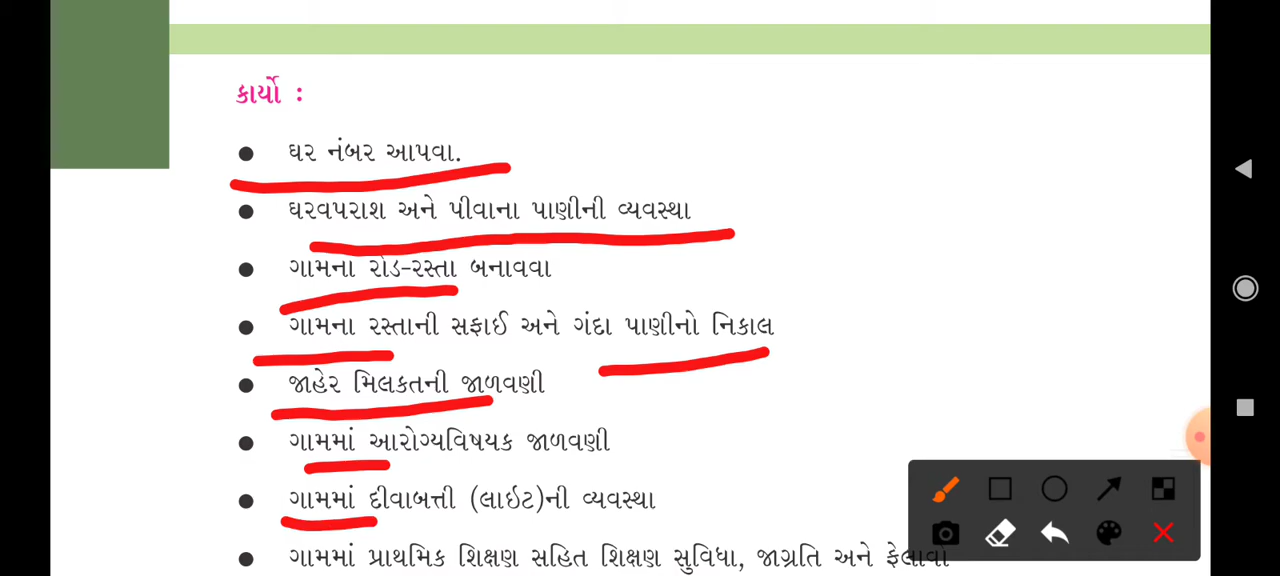 કાર્યો :
● ઘર નંબર આપવા.
● ઘરવપરાશ અને પીવાના પાણીની વ્યવસ્થા
● ગામના રોડ-રસ્તા બનાવવા
● ગામના રસ્તાની સફાઈ અને ગંદા પાણીનો નિકાલ
● જાહેર મિલકતની જાળવણી
● ગામમાં આરોગ્યવિષયક જાળવણી
● ગામમાં દીવાબત્તી (લાઇટ)ની વ્યવસ્થા
● ગામમાં પ્રાથમિક શિક્ષણ સહિત શિક્ષણ સુવિધા, જાગ્રતિ અને ફેલાવો